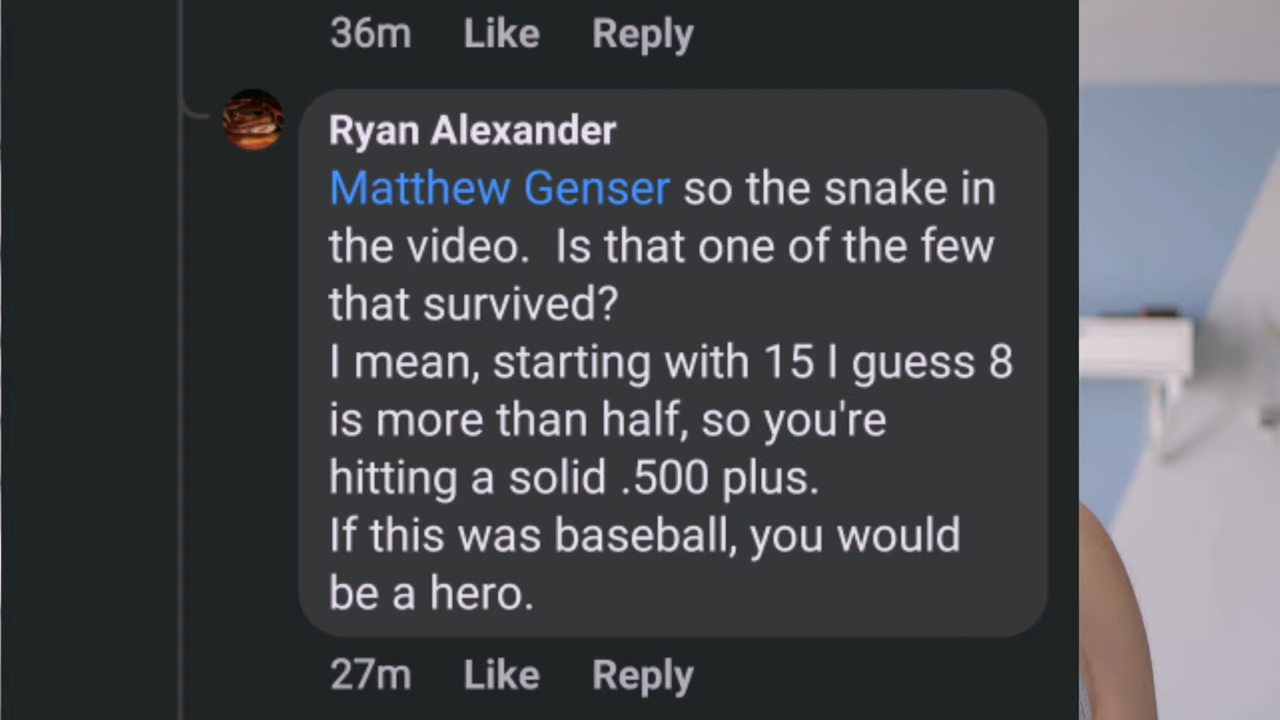 36m Like Reply
Ryan Alexander
Matthew Genser so the snake in
the video.  Is that one of the few
that survived?
I mean, starting with 15 I guess 8
is more than half, so you're
hitting a solid .500 plus.
If this was baseball, you would
be a hero.
27m Like Reply